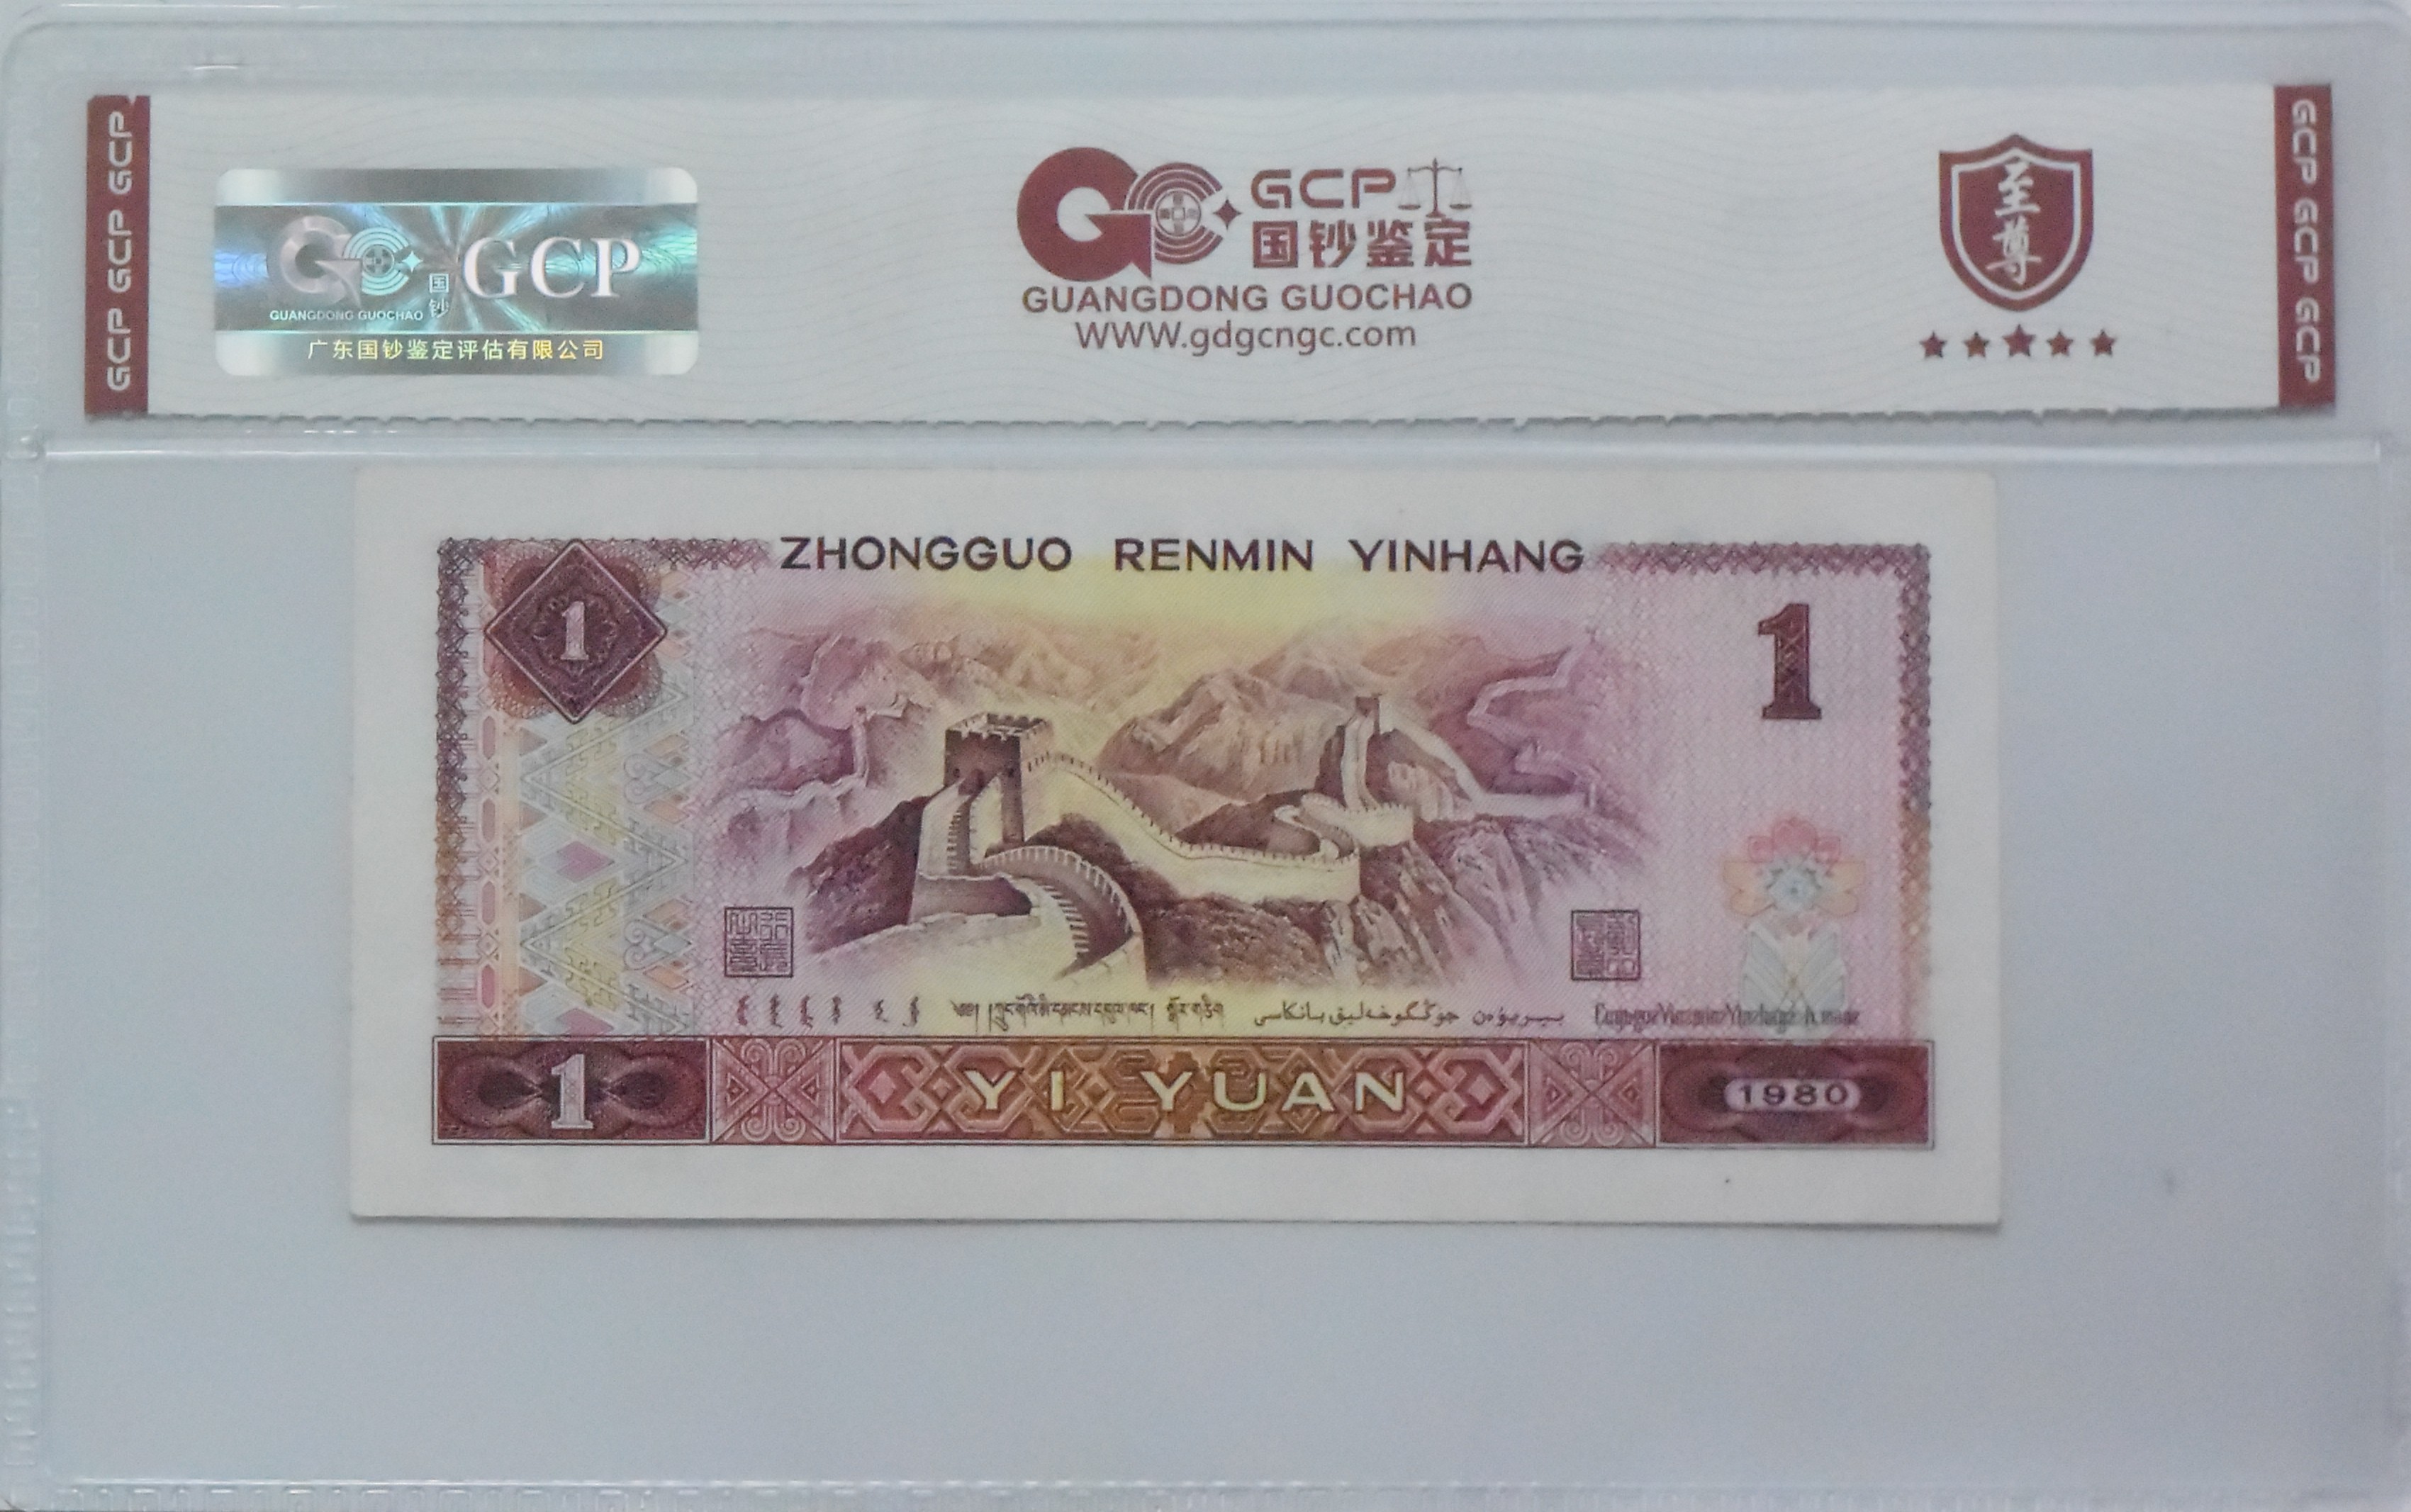 GCP GCP GCP
GCP
国
钞
GUANGDONG GUOCHAO
广东国钞鉴定评估有限公司
GCP
国钞鉴定
GUANGDONG GUOCHAO
WWW.gdgcngc.com
至
尊
GCP GCP GCP
ZHONGGUO RENMIN YINHANG
1
1
1
YI YUAN
1980